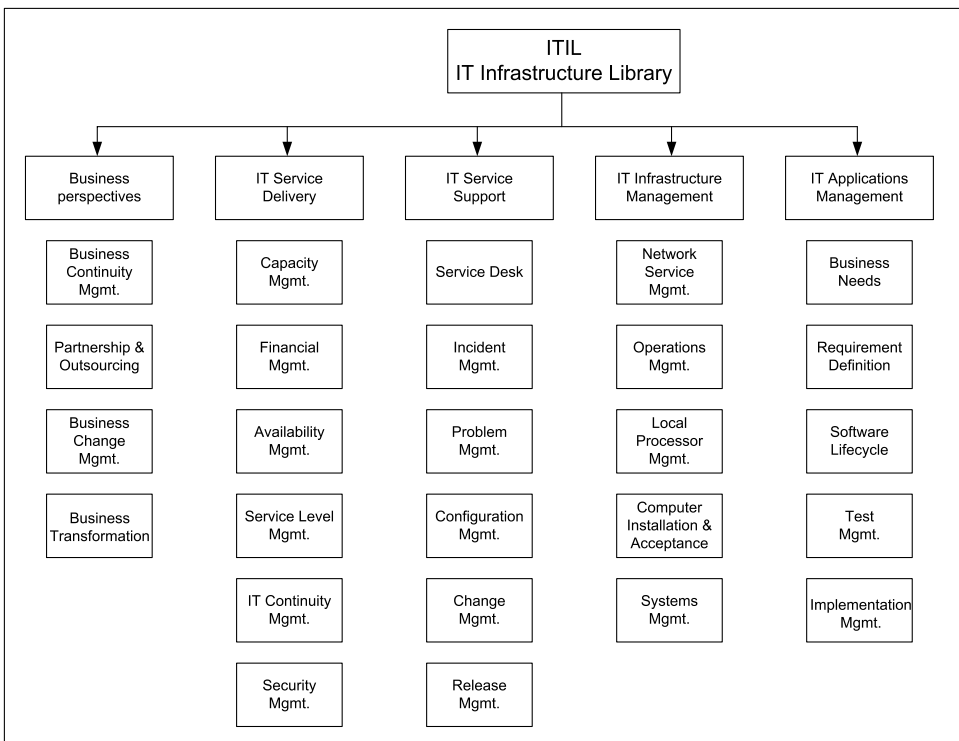 ITIL
IT Infrastructure Library
Business
perspectives
IT Service
Delivery
IT Service
Support
IT Infrastructure
Management
IT Applications
Management
Business
Continuity
Mgmt.
Partnership &
Outsourcing
Business
Change
Mgmt.
Business
Transformation
Capacity
Mgmt.
Financial
Mgmt.
Availability
Mgmt.
Service Level
Mgmt.
IT Continuity
Mgmt.
Security
Mgmt.
Service Desk
Incident
Mgmt.
Problem
Mgmt.
Configuration
Mgmt.
Change
Mgmt.
Release
Mgmt.
Network
Service
Mgmt.
Operations
Mgmt.
Local
Processor
Mgmt.
Computer
Installation &
Acceptance
Systems
Mgmt.
Business
Needs
Requirement
Definition
Software
Lifecycle
Test
Mgmt.
Implementation
Mgmt.